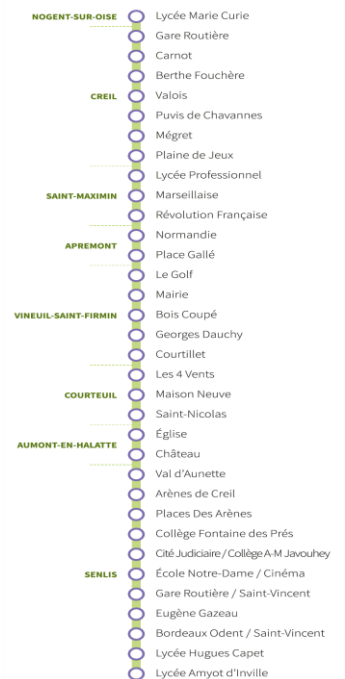 NOGENT-SUR-OISE Lycée Marie Curie
Gare Routière
Carnot
Berthe Fouchère
CREIL Valois
Puvis de Chavannes
Mégret
Plaine de Jeux
Lycée Professionnel
SAINT-MAXIMIN Marseillaise
Révolution Française
Normandie
APREMONT
Place Gallé
Le Golf
Mairie
VINEUIL-SAINT-FIRMIN Bois Coupé
Georges Dauchy
Courtillet
Les 4 Vents
COURTEUIL Maison Neuve
Saint-Nicolas
Église
AUMONT-EN-HALATTE
Château
Val d'Aunette
Arènes de Creil
Places Des Arènes
Collège Fontaine des Prés
Cité Judiciaire / Collège A-M Javouhey
SENLIS École Notre-Dame / Cinéma
Gare Routière / Saint-Vincent
Eugène Gazeau
Bordeaux Odent / Saint-Vincent
Lycée Hugues Capet
Lycée Amyot d'Inville